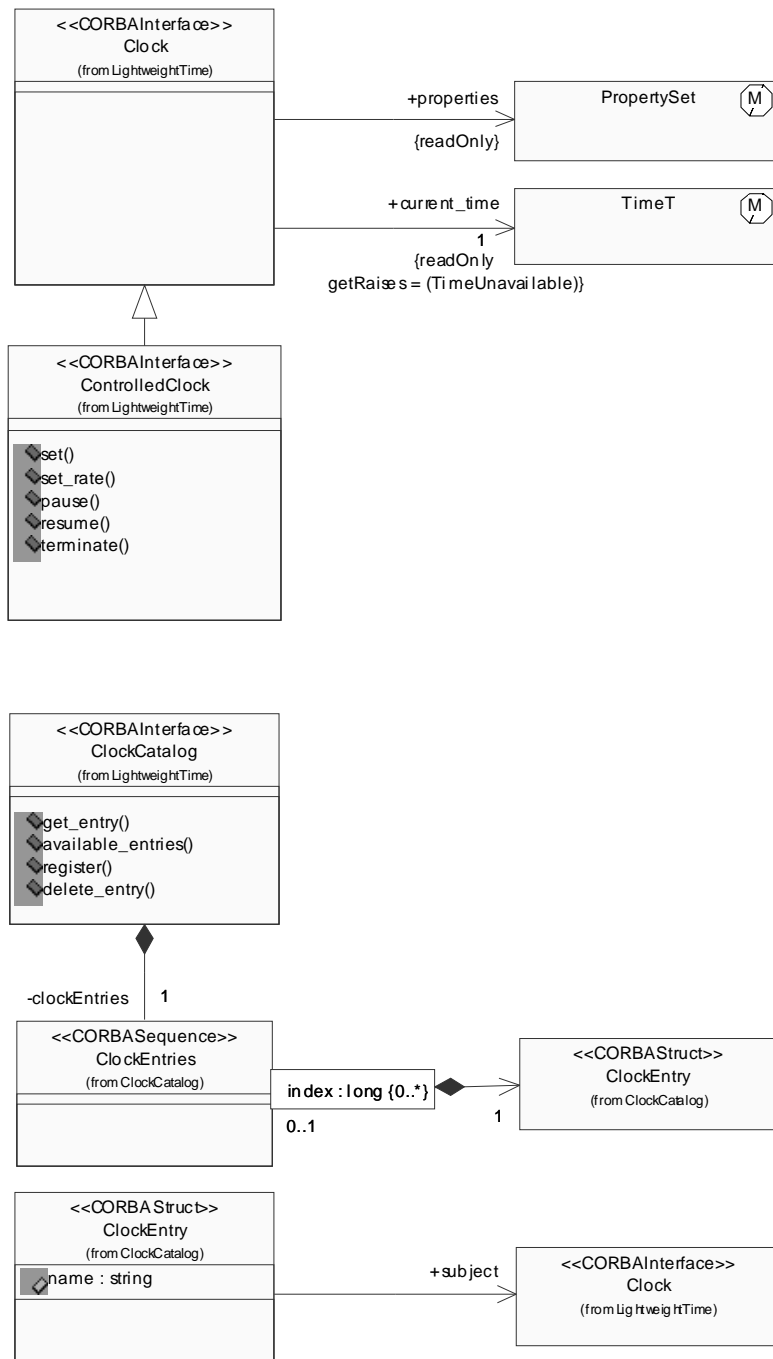 <<CORBAInterface>>
Clock
(from LightweightTime)
+properties
{readOnly}
PropertySet
M
+current_time
1
{readOnly
getRaises = (TimeUnavailable)}
TimeT
M
<<CORBAInterface>>
ControlledClock
(from LightweightTime)
set()
set_rate()
pause()
resume()
terminate()
<<CORBAInterface>>
ClockCatalog
(from LightweightTime)
get_entry()
available_entries()
register()
delete_entry()
-clockEntries
1
<<CORBASequence>>
ClockEntries
(from ClockCatalog)
index : long {0..*}
0..1
1
<<CORBAStruct>>
ClockEntry
(from ClockCatalog)
<<CORBAStruct>>
ClockEntry
(from ClockCatalog)
name : string
+subject
<<CORBAInterface>>
Clock
(from LightweightTime)